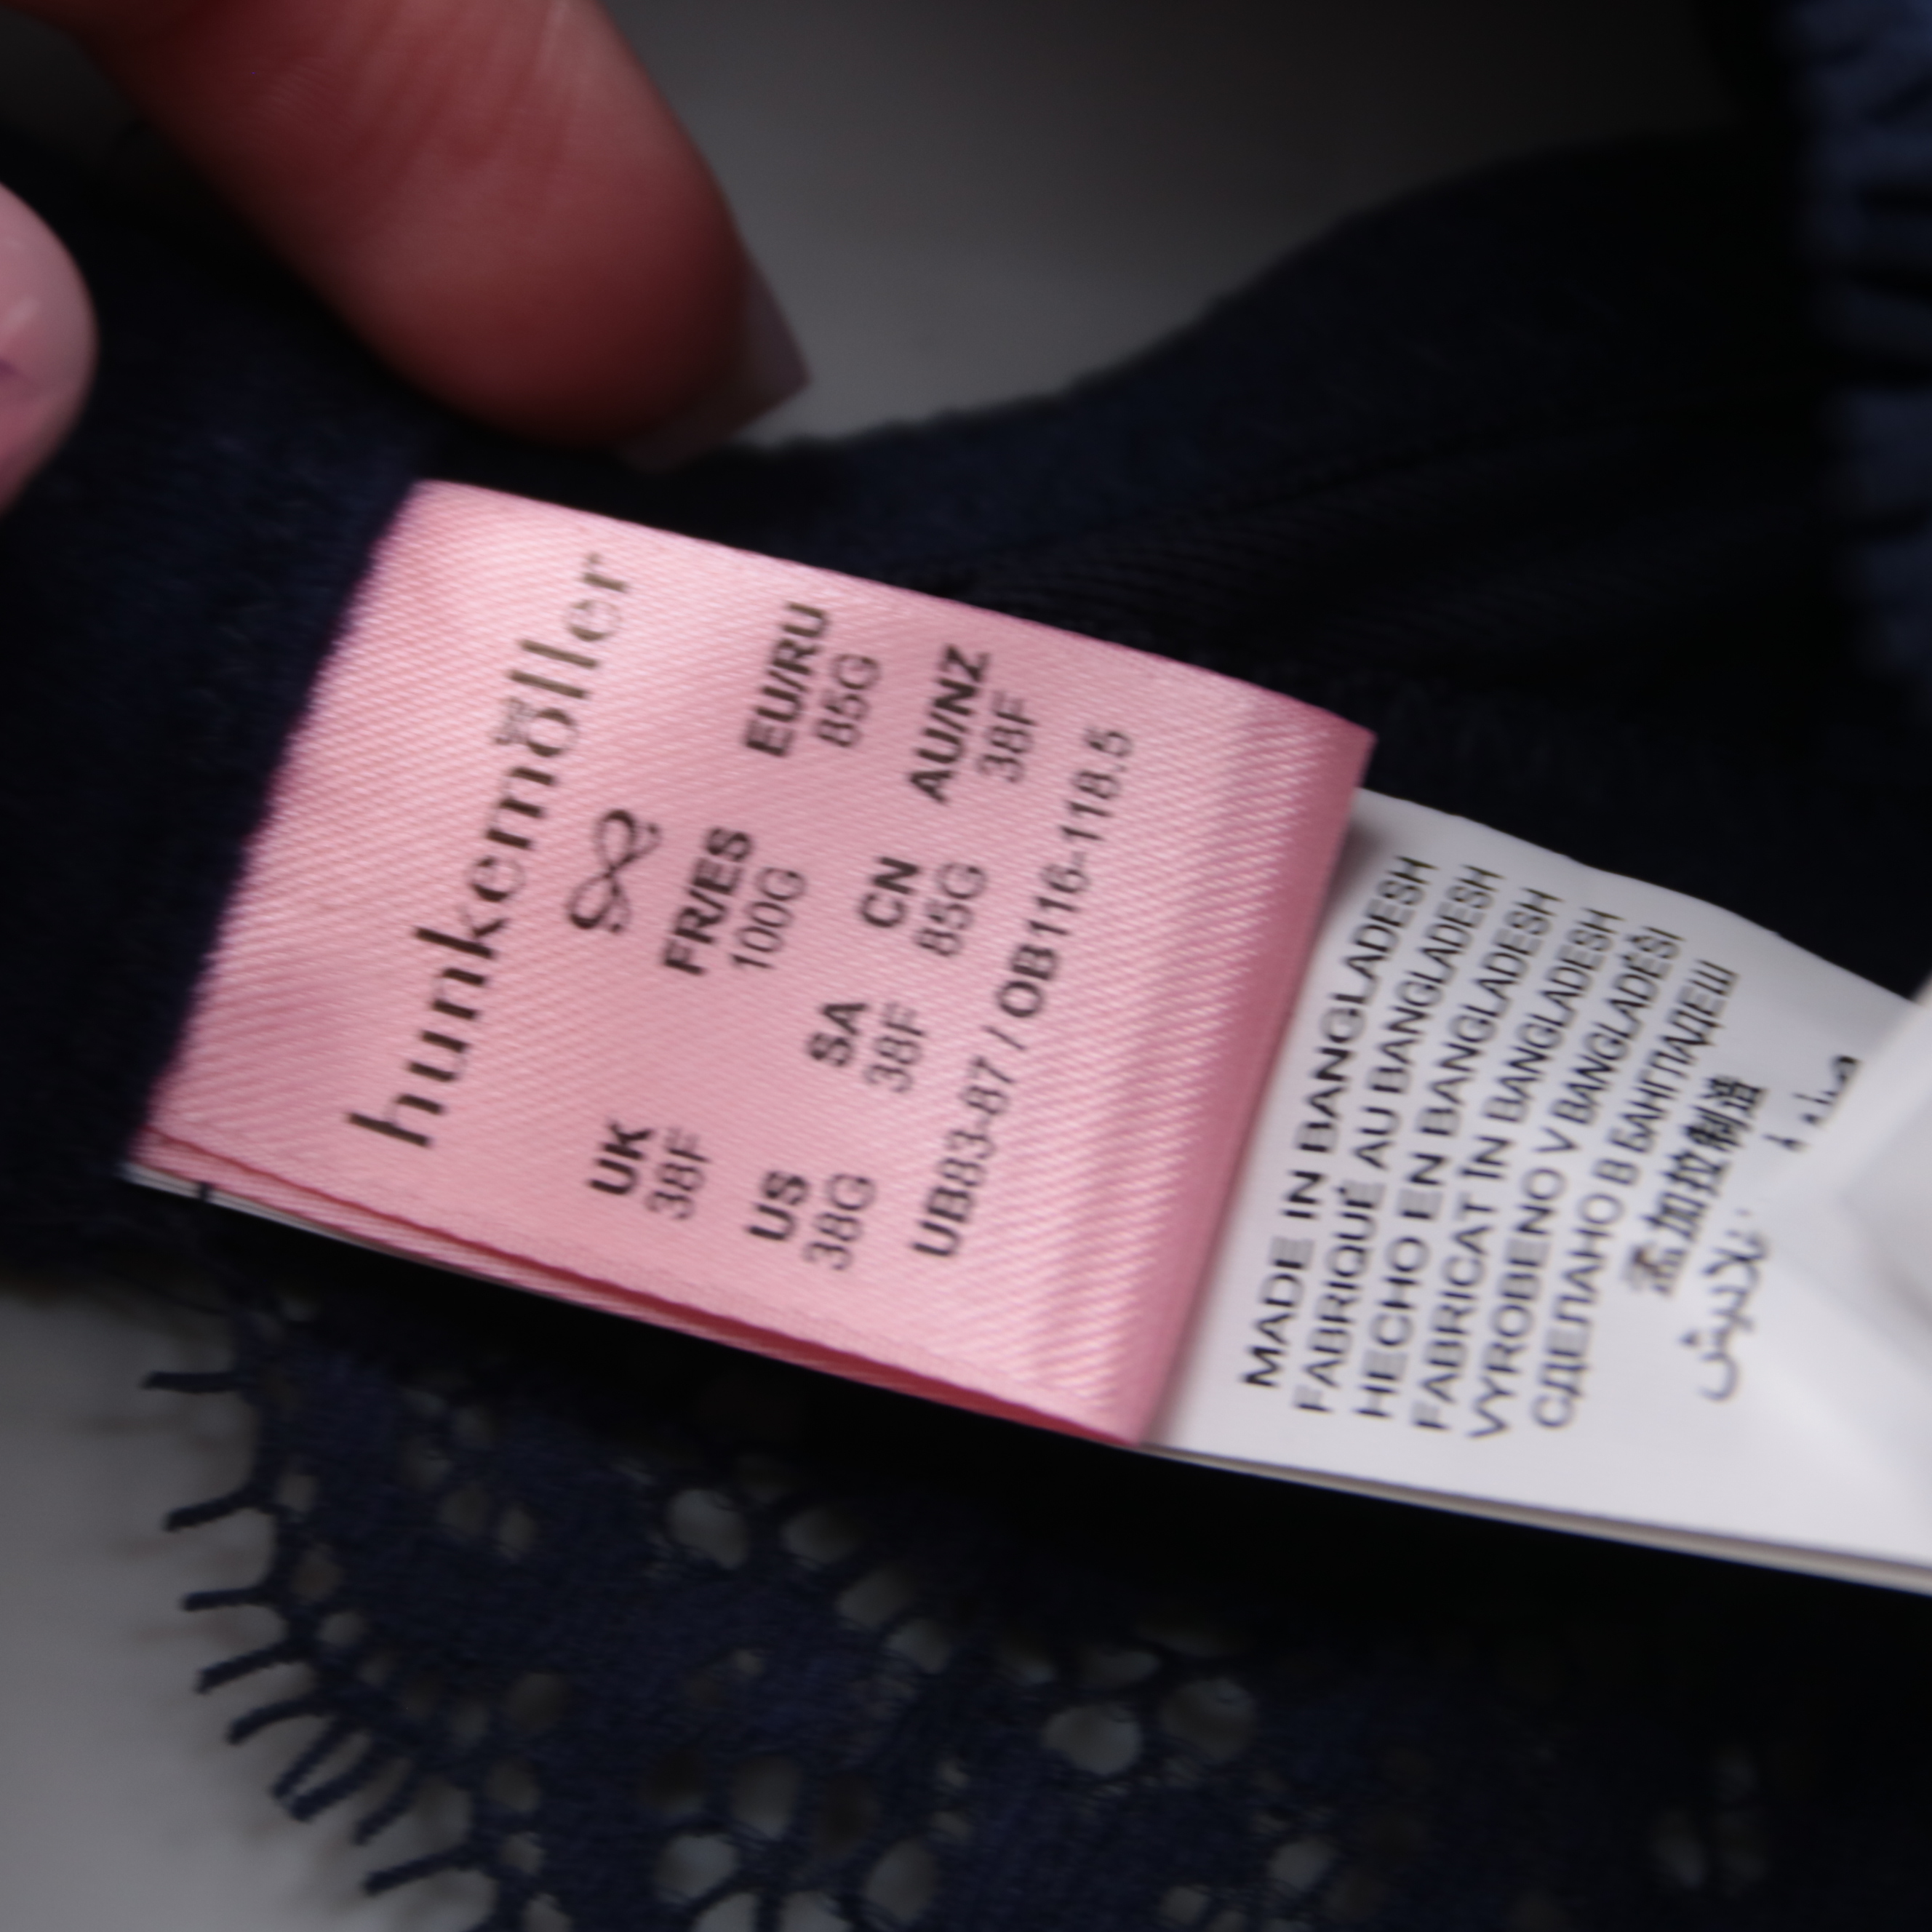 hunkemöller
UK FR/ES EU/RU
38F 100G 85G
US SA CN AU/NZ
38G 38F 85G 38F
UB83-87 / OB116-118.5
MADE IN BANGLADESH
FABRIQUÉ AU BANGLADESH
HECHO EN BANGLADESH
FABRICAT ÎN BANGLADESH
VYROBENO V BANGLADÉŠI
СДЕЛАНО В БАНГЛАДЕШ
孟加拉制造